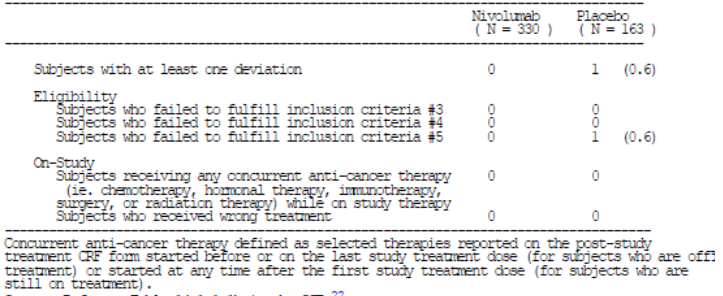 Nivolumab Placebo
( N = 330 ) ( N = 163 )
Subjects with at least one deviation 0 1 (0.6)
Eligibility
Subjects who failed to fulfill inclusion criteria #3 0 0
Subjects who failed to fulfill inclusion criteria #4 0 0
Subjects who failed to fulfill inclusion criteria #5 0 1 (0.6)
On-Study
Subjects receiving any concurrent anti-cancer therapy 0 0
(ie. chemotherapy, hormonal therapy, immunotherapy,
surgery, or radiation therapy) while on study therapy
Subjects who received wrong treatment 0 0
Concurrent anti-cancer therapy defined as selected therapies reported on the post-study
treatment CRF form started before or on the last study treatment dose (for subjects who are off
treatment) or started at any time after the first study treatment dose (for subjects who are
still on treatment).
22